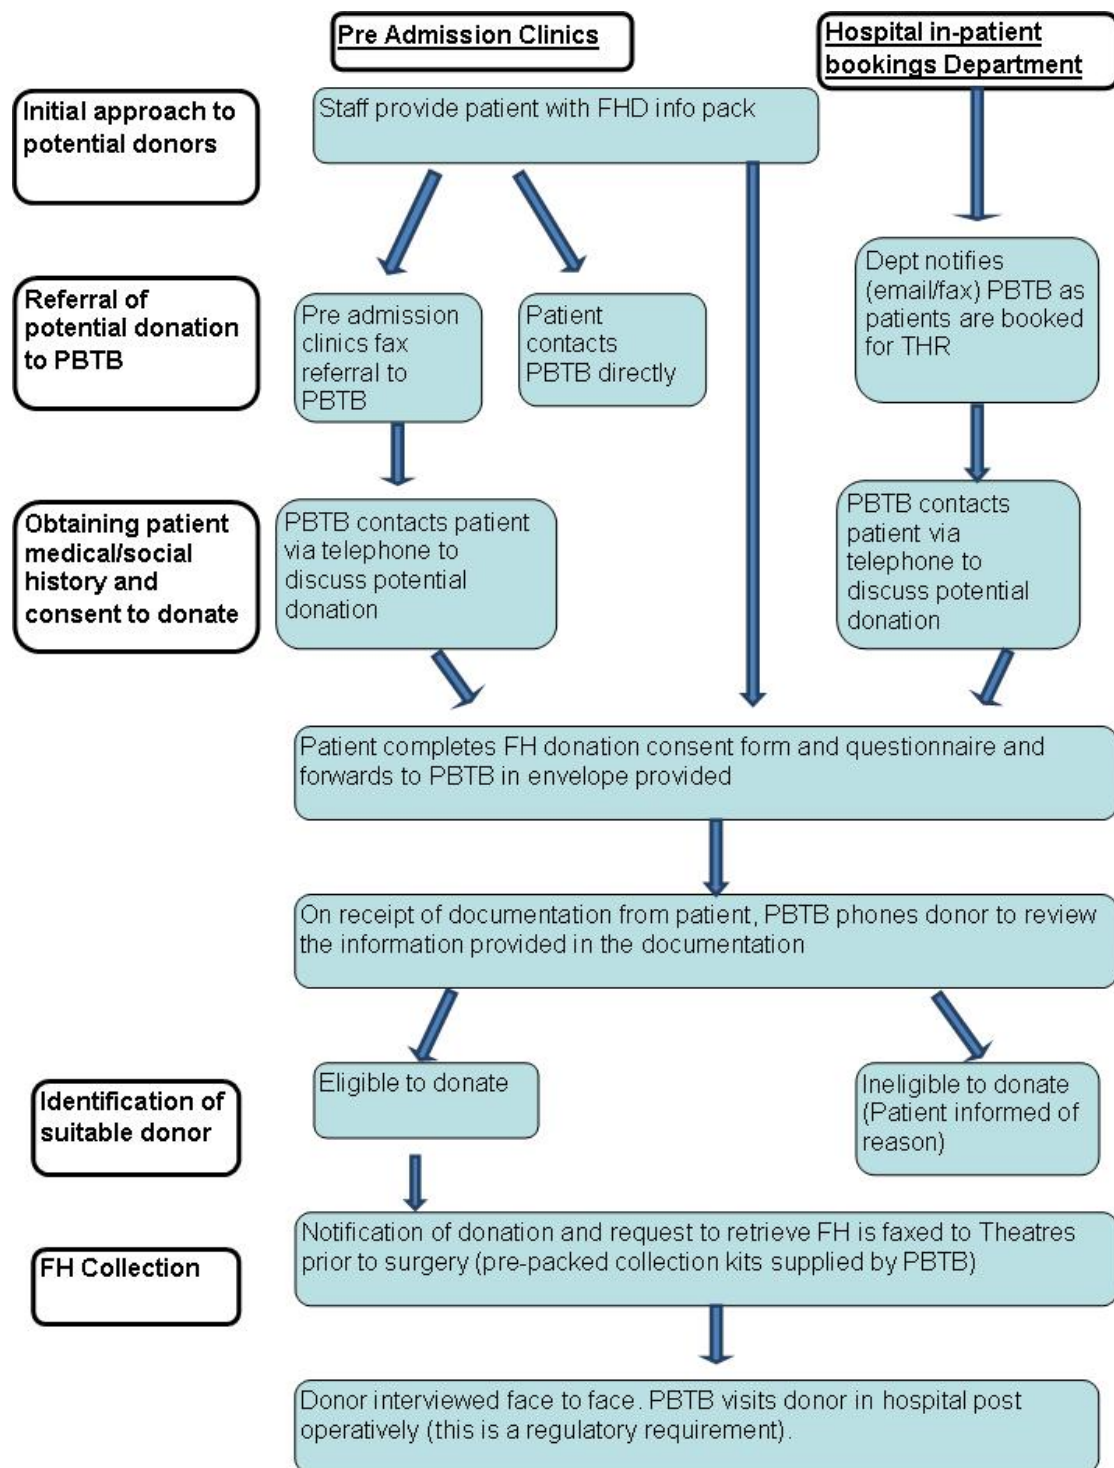 Pre Admission Clinics
Hospital in-patient
bookings Department
Initial approach to
potential donors
Staff provide patient with FHD info pack
Referral of
potential donation
to PBTB
Pre admission
clinics fax
referral to
PBTB
Patient
contacts
PBTB directly
Dept notifies
(email/fax) PBTB as
patients are booked
for THR
Obtaining patient
medical/social
history and
consent to donate
PBTB contacts patient
via telephone to
discuss potential
donation
PBTB contacts
patient via
telephone to
discuss potential
donation
Patient completes FH donation consent form and questionnaire and
forwards to PBTB in envelope provided
On receipt of documentation from patient, PBTB phones donor to review
the information provided in the documentation
Identification of
suitable donor
Eligible to donate
Ineligible to donate
(Patient informed of
reason)
FH Collection
Notification of donation and request to retrieve FH is faxed to Theatres
prior to surgery (pre-packed collection kits supplied by PBTB)
Donor interviewed face to face. PBTB visits donor in hospital post
operatively (this is a regulatory requirement).